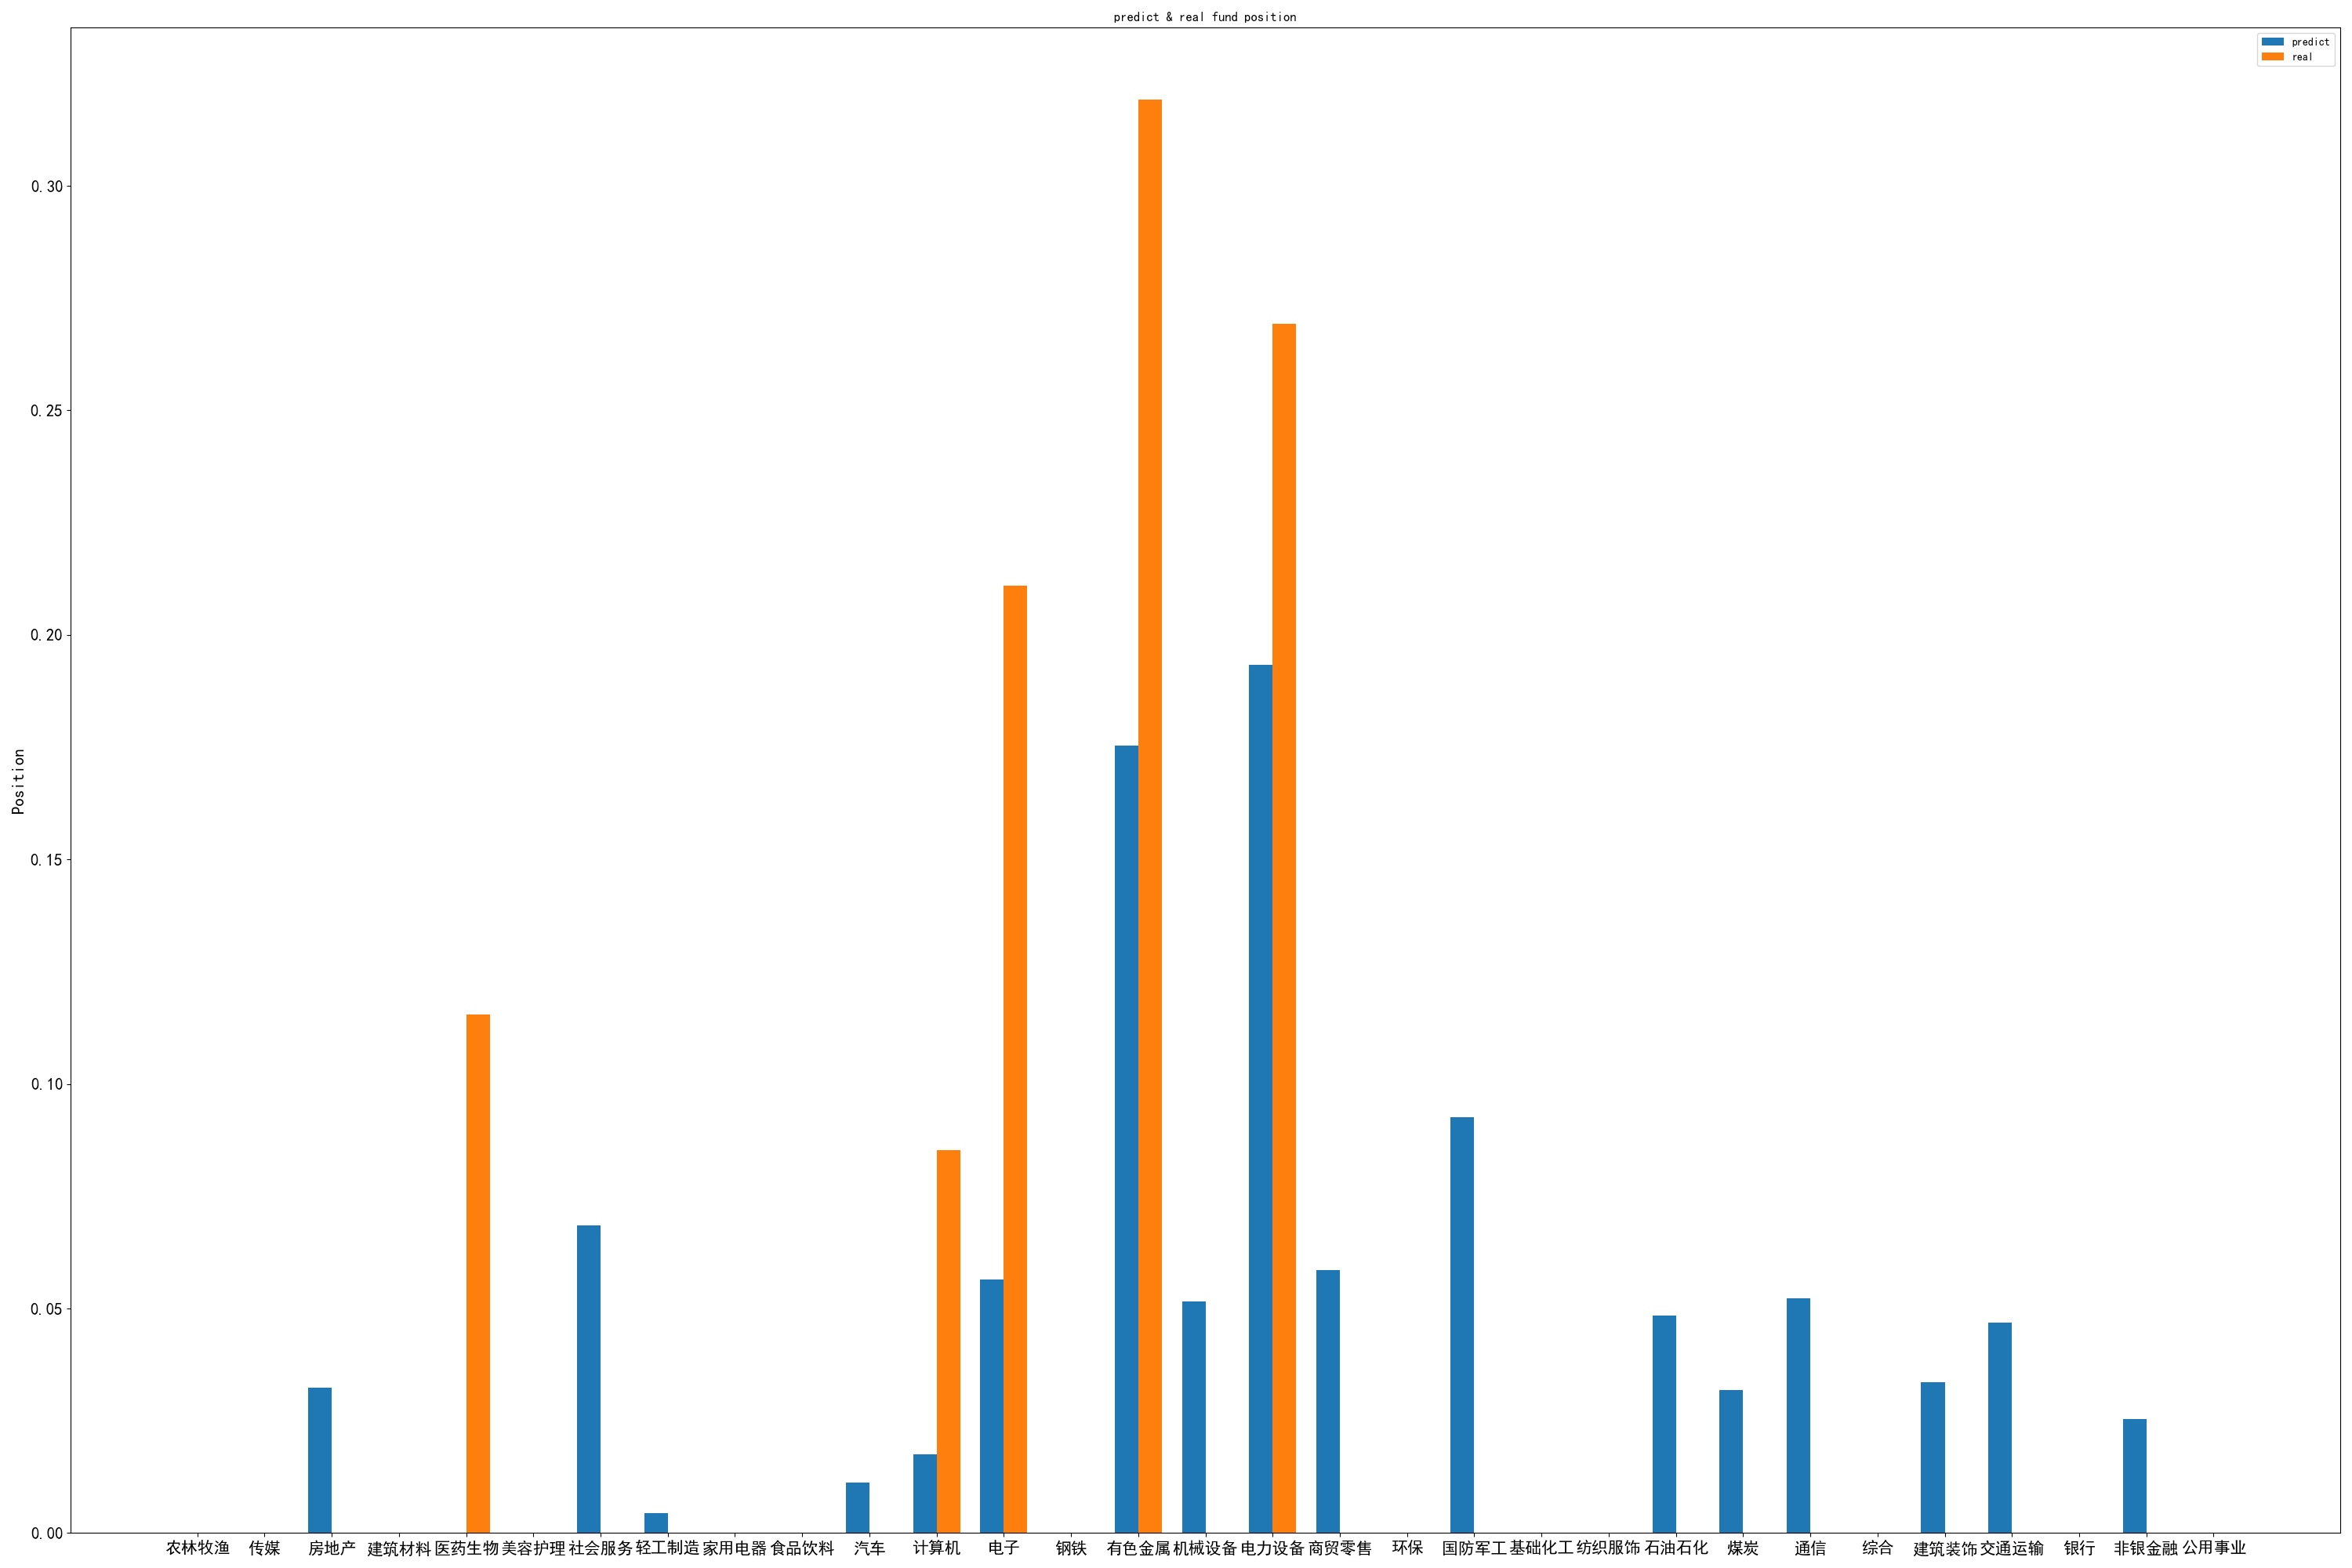 predict & real fund position
predict
real
0.30
0.25
0.20
0.15
0.10
0.05
0.00
Position
农林牧渔 传媒 房地产 建筑材料 医药生物 美容护理 社会服务 轻工制造 家用电器 食品饮料 汽车 计算机 电子 钢铁 有色金属 机械设备 电力设备 商贸零售 环保 国防军工 基础化工 纺织服饰 石油石化 煤炭 通信 综合 建筑装饰 交通运输 银行 非银金融 公用事业